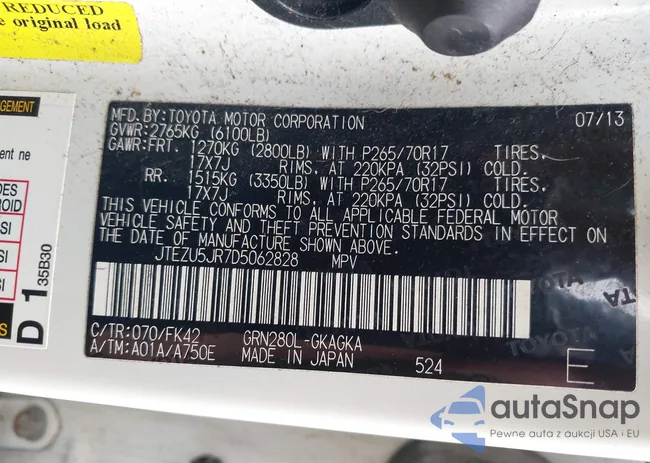 REDUCED
e original load
AGEMENT
ent ne
DES
ROID
SI
SI
SI
S
D 1
35B30
MFD. BY: TOYOTA MOTOR CORPORATION 07/13
GVWR: 2765KG (6100LB)
GAWR: FRT. 1270KG (2800LB) WITH P265/70R17 TIRES,
17X7J RIMS, AT 220KPA (32PSI) COLD.
RR. 1515KG (3350LB) WITH P265/70R17 TIRES,
17X7J RIMS, AT 220KPA (32PSI) COLD.
THIS VEHICLE CONFORMS TO ALL APPLICABLE FEDERAL MOTOR
VEHICLE SAFETY AND THEFT PREVENTION STANDARDS IN EFFECT ON
THE DATE OF MANUFACTURE SHOWN ABOVE.
JTEZU5JR7D5062828 MPV
C/TR: 070/FK42 GRN280L-GKAGKA
A/TM: A01A/A750E MADE IN JAPAN 524 E
TOYOTA
autaSnap
Pewne auta z aukcji USA i EU